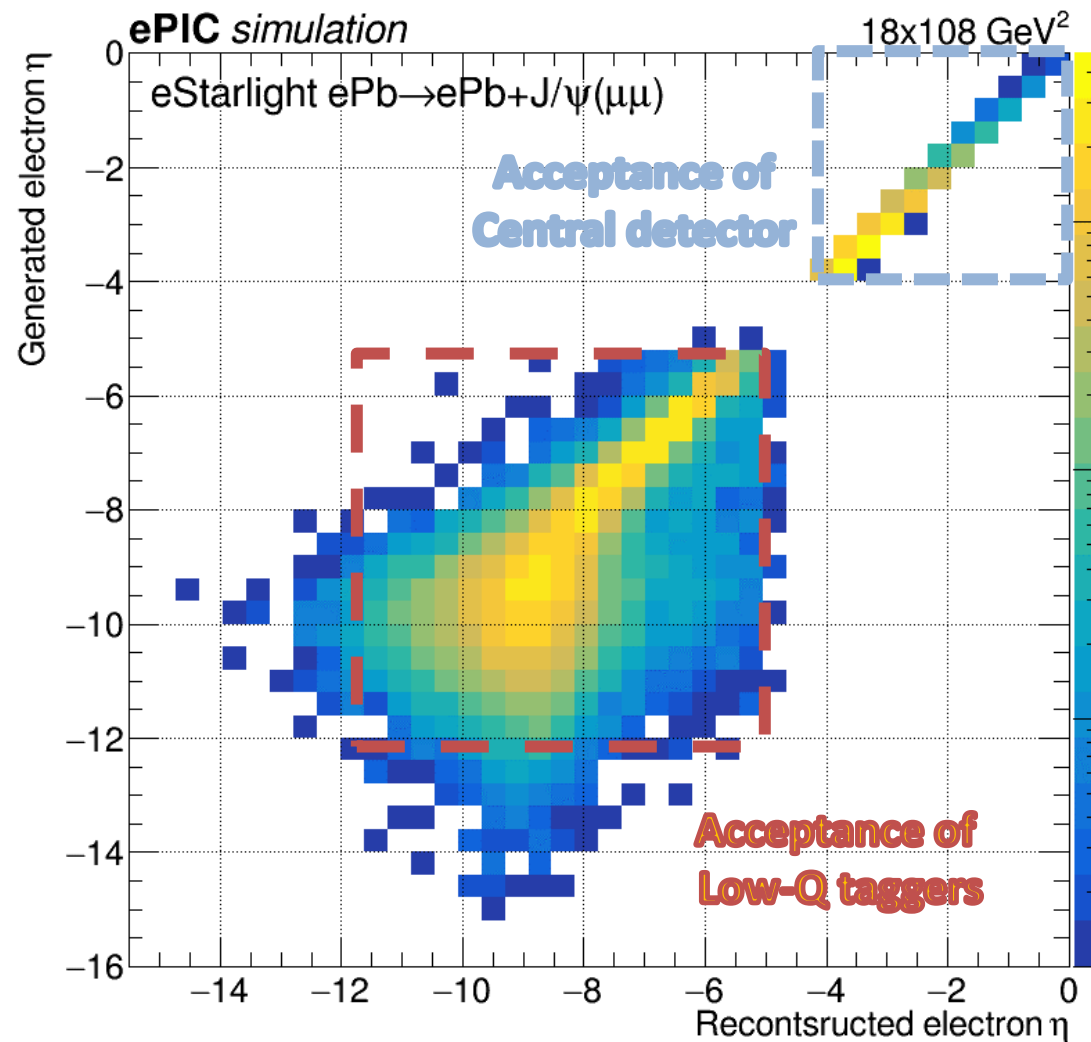 ePIC simulation
18x108 GeV²
eStarlight ePb→ePb+J/ψ(μμ)
Acceptance of
Central detector
Acceptance of
Low-Q taggers
Generated electron η
0
−2
−4
−6
−8
−10
−12
−14
−16
−14
−12
−10
−8
−6
−4
−2
0
Recontsructed electron η